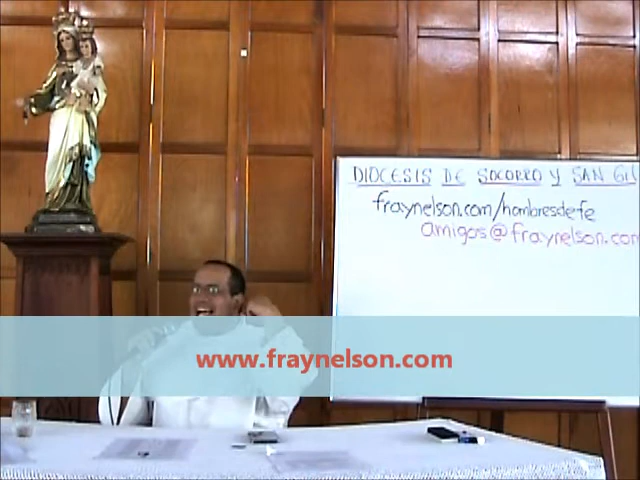 DIOCESIS DE SOCORRO Y SAN GIL
fraynelson.com/hombresdefe
amigos@fraynelson.com
www.fraynelson.com